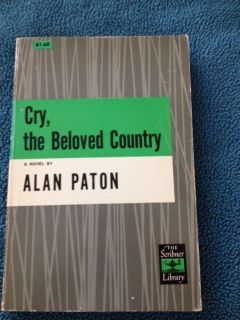 $1.45
Cry,
the Beloved Country
A NOVEL BY
ALAN PATON
THE
Scribner
Library